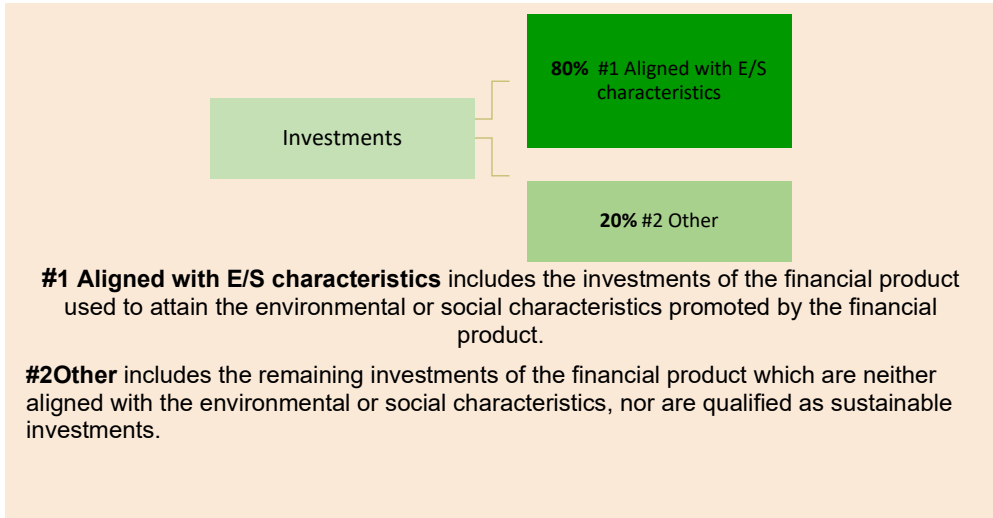 80% #1 Aligned with E/S
characteristics
Investments
20% #2 Other
#1 Aligned with E/S characteristics includes the investments of the financial product
used to attain the environmental or social characteristics promoted by the financial
product.
#2Other includes the remaining investments of the financial product which are neither
aligned with the environmental or social characteristics, nor are qualified as sustainable
investments.